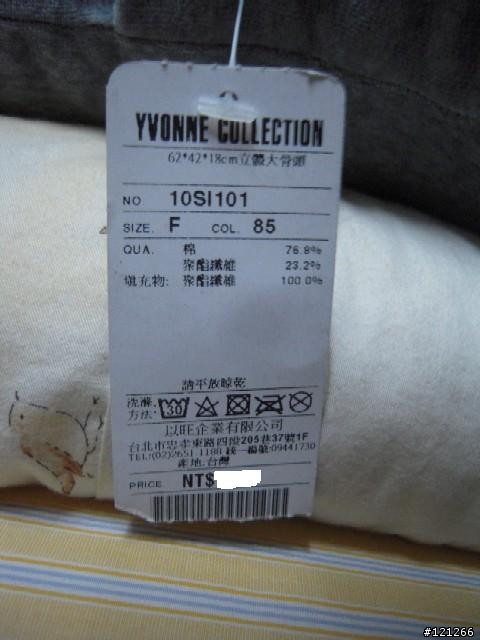 YVONNE COLLECTION
62*42*18cm立體大骨頭
NO 10SI101
SIZE. F COL. 85
QUA. 棉 76.8%
聚酯纖維 23.2%
填充物: 聚酯纖維 100.0%
請平放晾乾
洗滌
方法: 30
以旺企業有限公司
台北市忠孝東路四段205巷37號1F
TEL:(02)2651 1188 統一編號:09441730
產地:台灣
PRICE. NT$
#121266